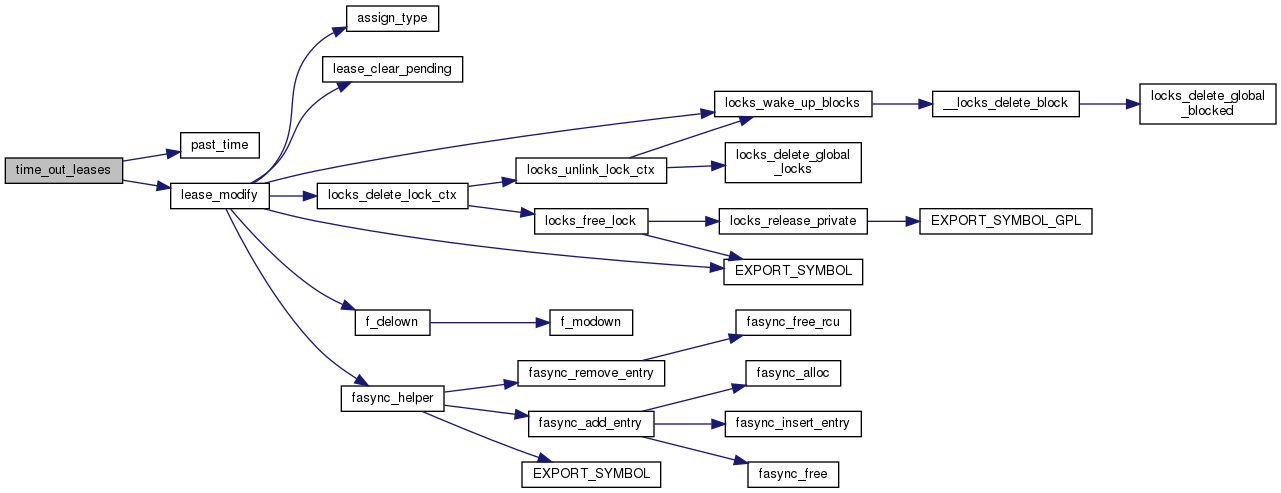 assign_type
lease_clear_pending
locks_wake_up_blocks
__locks_delete_block
locks_delete_global
_blocked
past_time
time_out_leases
lease_modify
locks_delete_lock_ctx
locks_unlink_lock_ctx
locks_delete_global
_locks
locks_free_lock
locks_release_private
EXPORT_SYMBOL_GPL
EXPORT_SYMBOL
f_delown
f_modown
fasync_free_rcu
fasync_remove_entry
fasync_alloc
fasync_helper
fasync_add_entry
fasync_insert_entry
EXPORT_SYMBOL
fasync_free